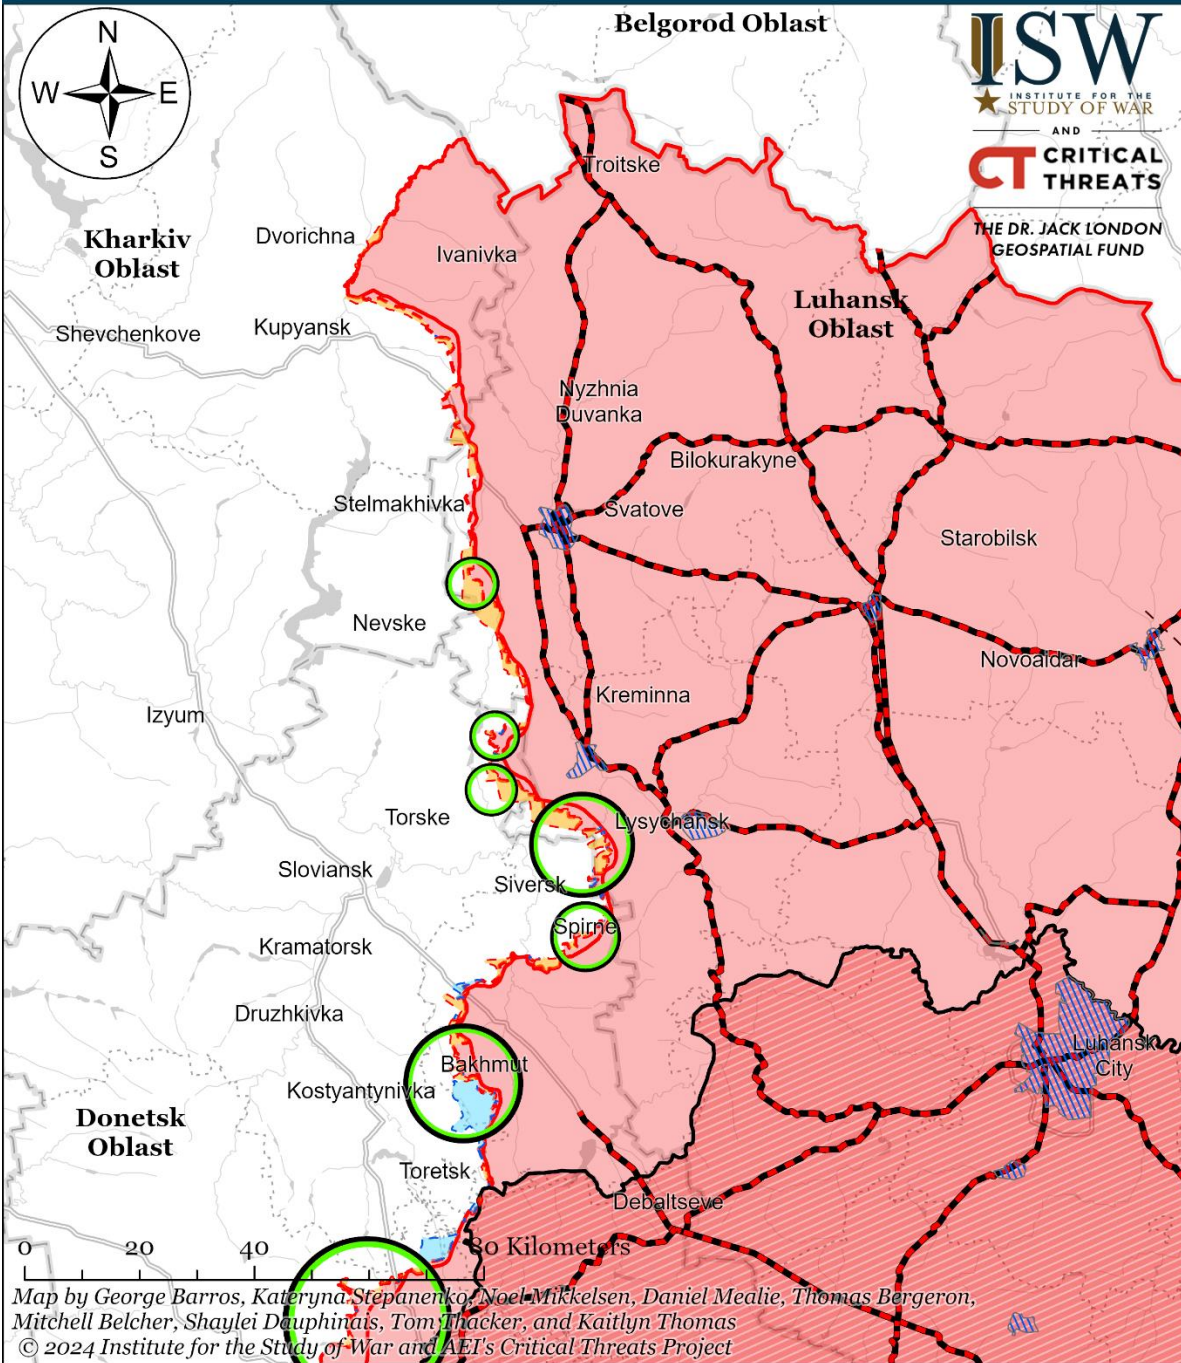 Belgorod Oblast
N
W E
S
ISW
INSTITUTE FOR THE
STUDY OF WAR
AND
CT CRITICAL
THREATS
THE DR. JACK LONDON
GEOSPATIAL FUND
Troitske
Dvorichna
Kharkiv
Oblast
Ivanivka
Luhansk
Oblast
Shevchenkove
Kupyansk
Nyzhnia
Duvanka
Bilokurakyne
Stelmakhivka
Svatove
Starobilsk
Nevske
Novoaidar
Izyum
Kreminna
Torske
Lysychansk
Sloviansk
Siversk
Spirne
Kramatorsk
Druzhkivka
Luhansk
City
Bakhmut
Kostyantynivka
Donetsk
Oblast
Toretsk
Debaltseve
0 20 40 80 Kilometers
Map by George Barros, Kateryna Stepanenko, Noel Mikkelsen, Daniel Mealie, Thomas Bergeron,
Mitchell Belcher, Shaylei Dauphinais, Tom Thacker, and Kaitlyn Thomas
© 2024 Institute for the Study of War and AEI's Critical Threats Project